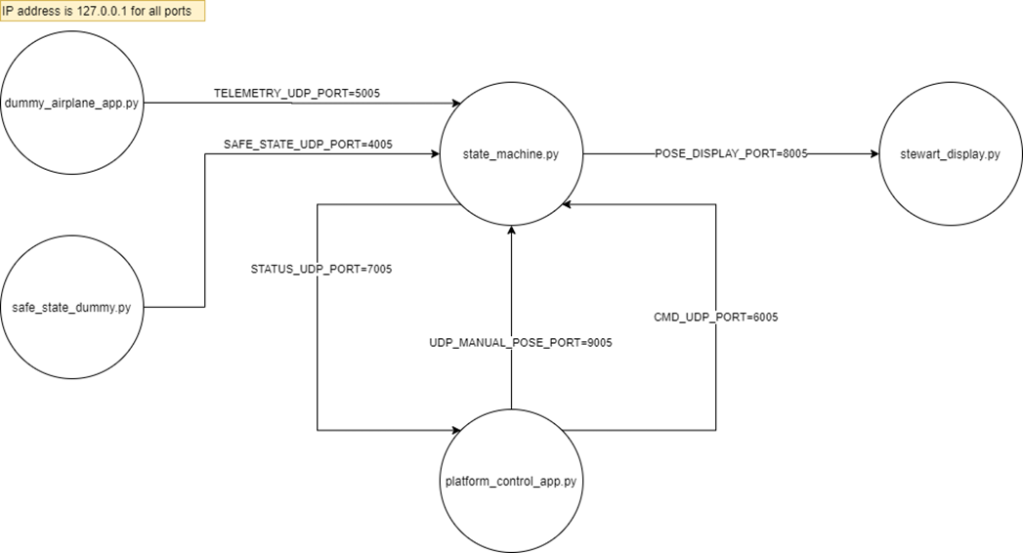 IP address is 127.0.0.1 for all ports
dummy_airplane_app.py
TELEMETRY_UDP_PORT=5005
SAFE_STATE_UDP_PORT=4005
state_machine.py
POSE_DISPLAY_PORT=8005
stewart_display.py
STATUS_UDP_PORT=7005
safe_state_dummy.py
CMD_UDP_PORT=6005
UDP_MANUAL_POSE_PORT=9005
platform_control_app.py